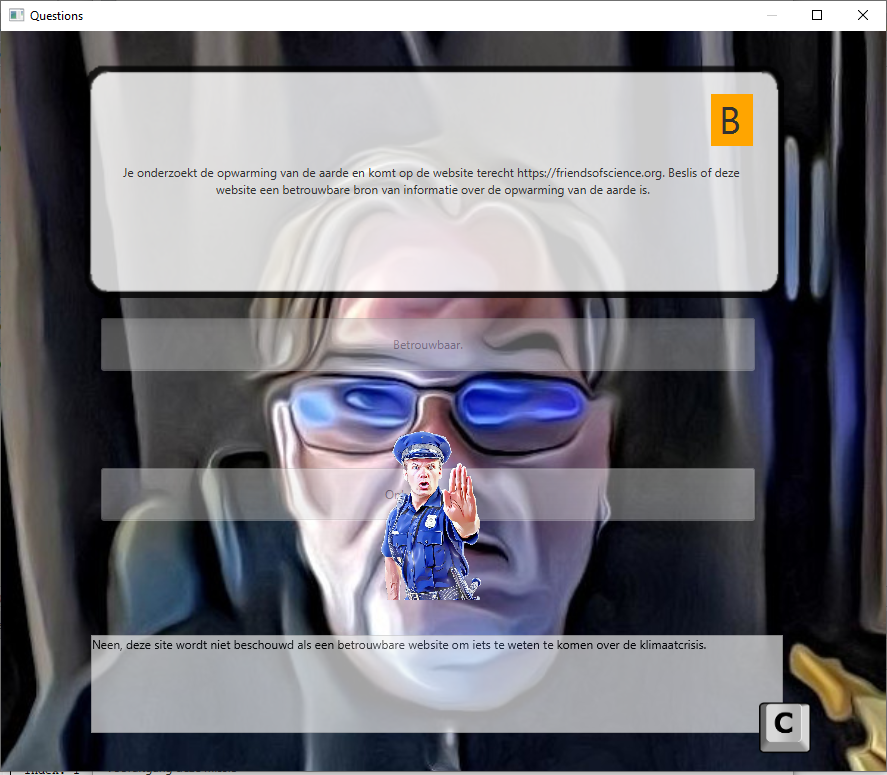 Questions
B
Je onderzoekt de opwarming van de aarde en komt op de website terecht https://friendsofscience.org. Beslis of deze
website een betrouwbare bron van informatie over de opwarming van de aarde is.
Betrouwbaar.
Neen, deze site wordt niet beschouwd als een betrouwbare website om iets te weten te komen over de klimaatcrisis.
C